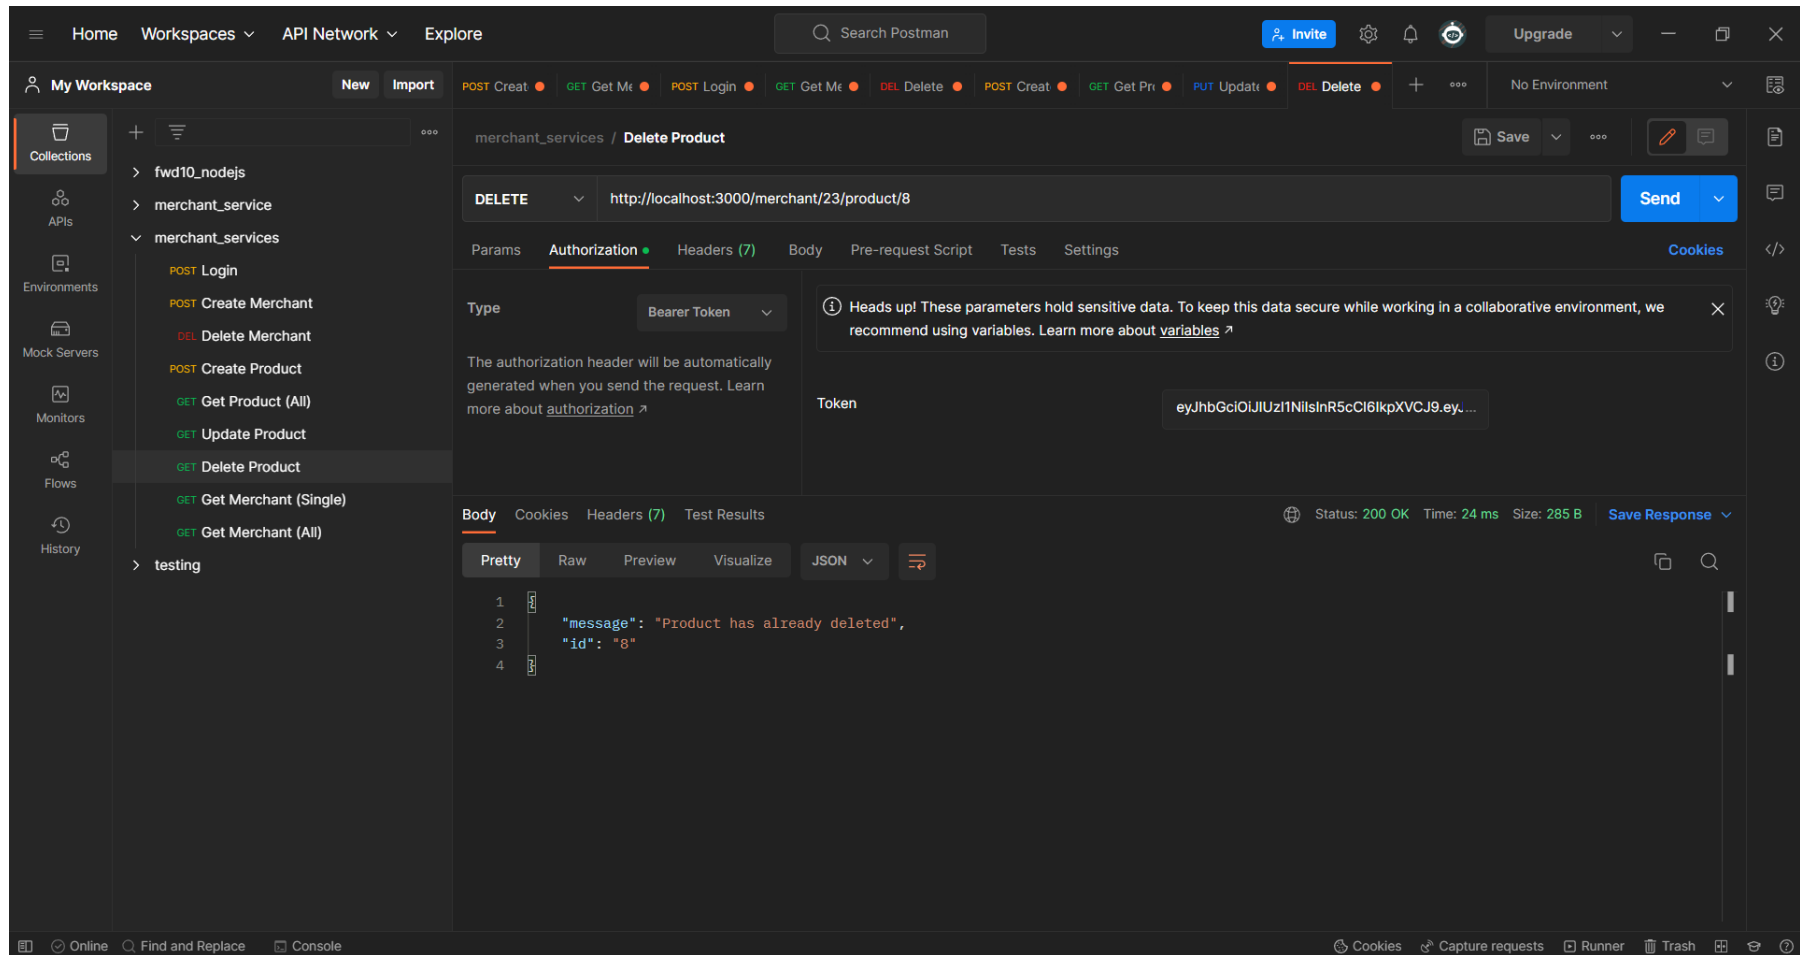 Home Workspaces API Network Explore Search Postman Invite Upgrade
My Workspace New Import POST Creat GET Get Me POST Login GET Get Me DEL Delete POST Creat GET Get Pro PUT Update DEL Delete No Environment
merchant_services / Delete Product Save
Collections
APIs
Environments
Mock Servers
Monitors
Flows
History
fwd10_nodejs
merchant_service
merchant_services
POST Login
POST Create Merchant
DEL Delete Merchant
POST Create Product
GET Get Product (All)
GET Update Product
GET Delete Product
GET Get Merchant (Single)
GET Get Merchant (All)
testing
DELETE http://localhost:3000/merchant/23/product/8 Send
Params Authorization Headers (7) Body Pre-request Script Tests Settings Cookies
Type Bearer Token
The authorization header will be automatically
generated when you send the request. Learn
more about authorization
Heads up! These parameters hold sensitive data. To keep this data secure while working in a collaborative environment, we
recommend using variables. Learn more about variables
Token eyJhbGciOiJIUzI1NiIsInR5cCI6IkpXVCJ9.eyJ...
Body Cookies Headers (7) Test Results Status: 200 OK Time: 24 ms Size: 285 B Save Response
Pretty Raw Preview Visualize JSON
1 {
2 "message": "Product has already deleted",
3 "id": "8"
4 }
Online Find and Replace Console Cookies Capture requests Runner Trash